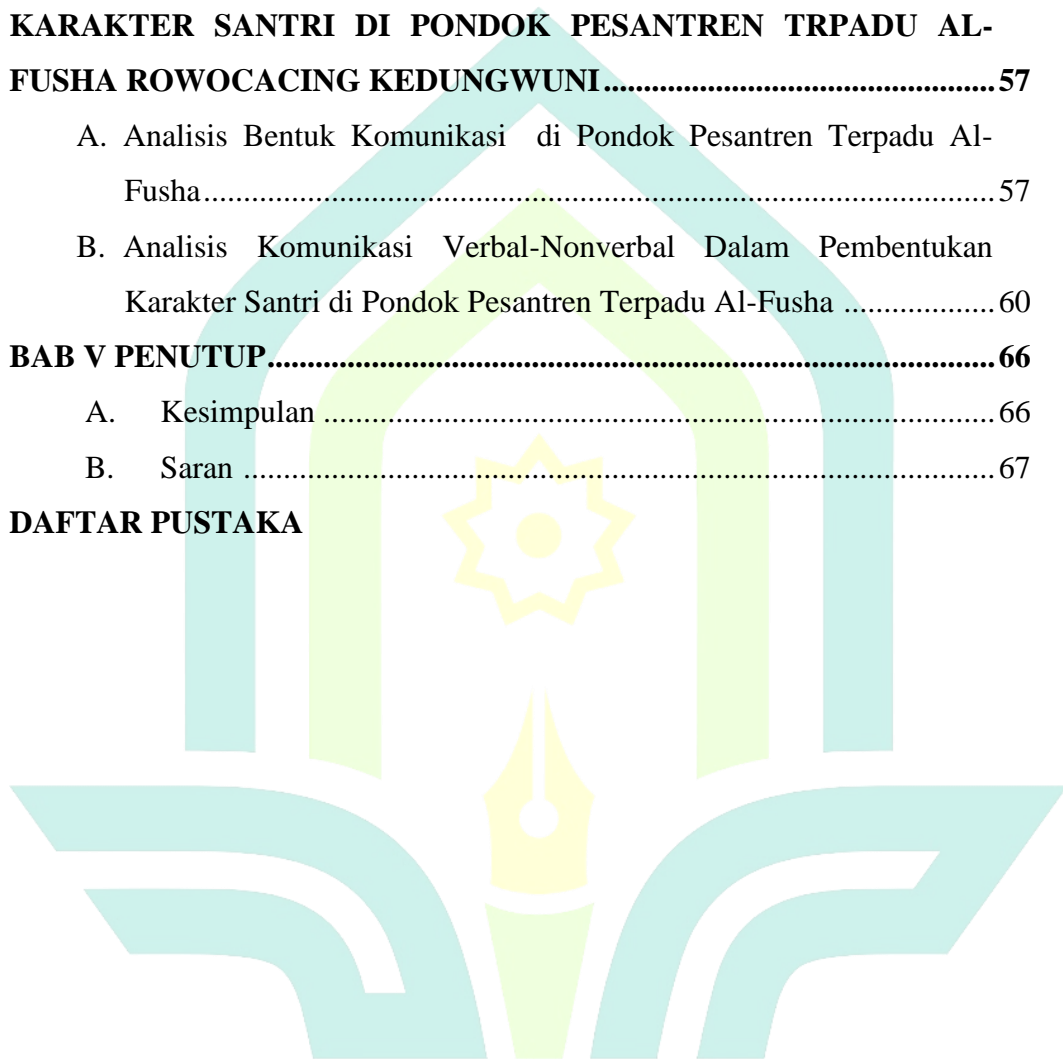 KARAKTER SANTRI DI PONDOK PESANTREN TRPADU AL-
FUSHA ROWOCACING KEDUNGWUNI.................................................57
A. Analisis Bentuk Komunikasi di Pondok Pesantren Terpadu Al-
Fusha...................................................................................................57
B. Analisis Komunikasi Verbal-Nonverbal Dalam Pembentukan
Karakter Santri di Pondok Pesantren Terpadu Al-Fusha ...................60
BAB V PENUTUP...........................................................................................66
A. Kesimpulan ....................................................................................66
B. Saran ..............................................................................................67
DAFTAR PUSTAKA